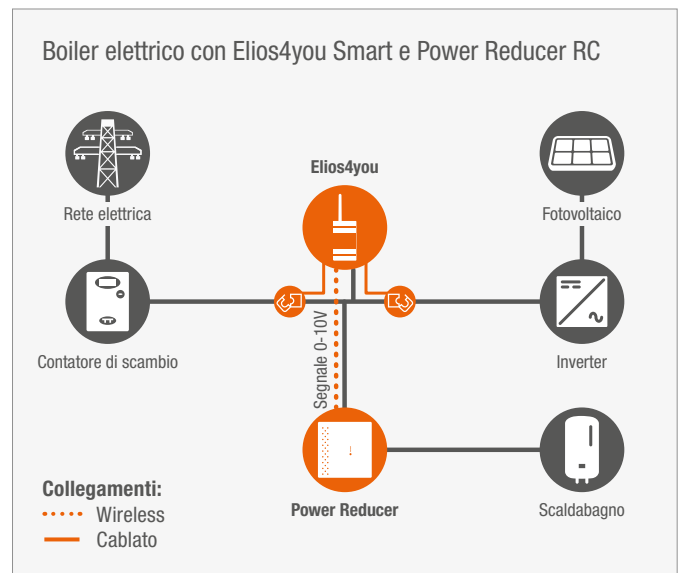 Boiler elettrico con Elios4you Smart e Power Reducer RC
Elios4you
Rete elettrica
Fotovoltaico
Segnale 0-10V
Contatore di scambio
Inverter
Collegamenti:
Wireless
Cablato
Power Reducer
Scaldabagno